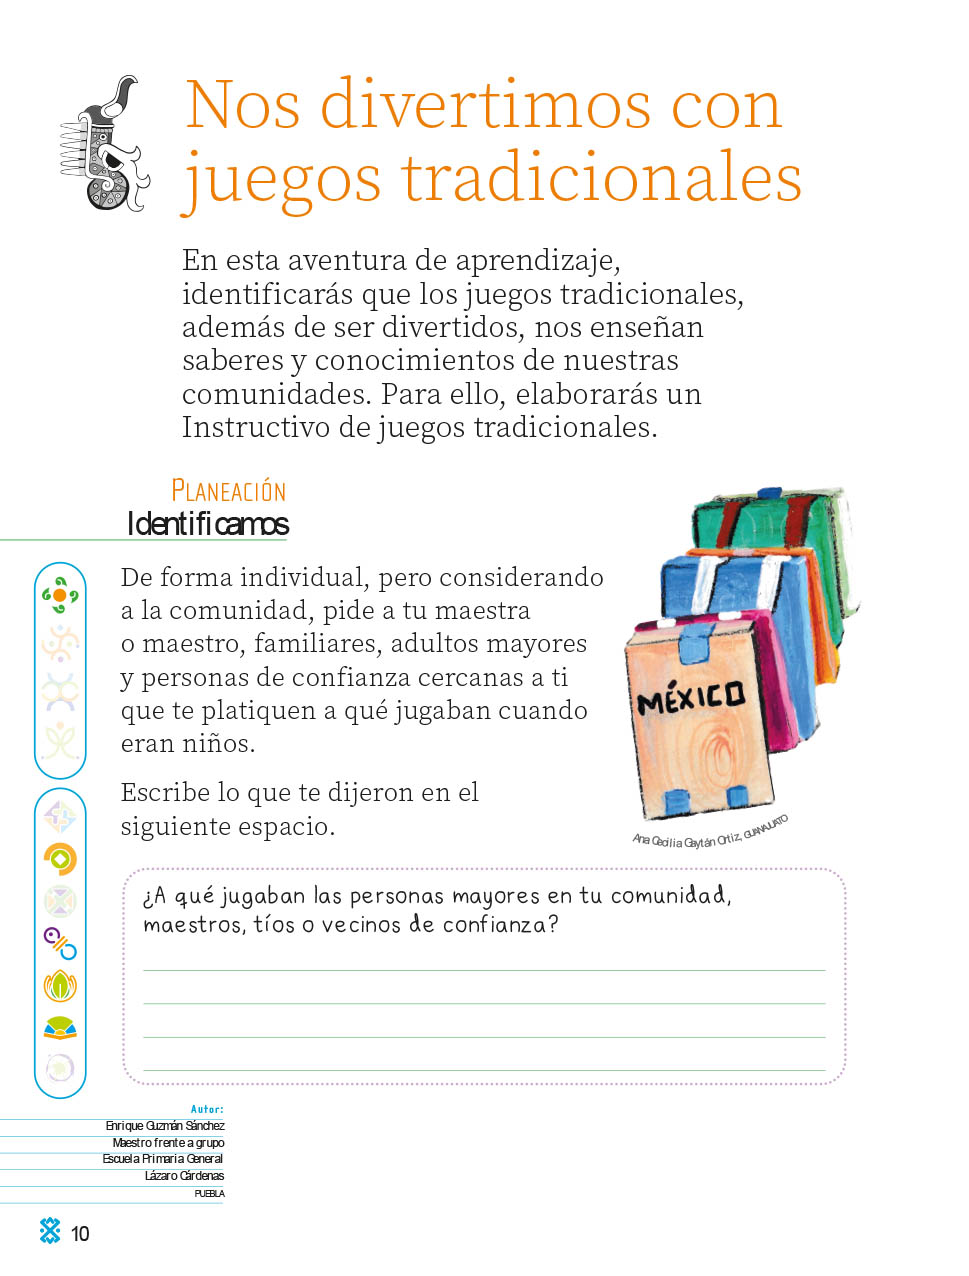 Nos divertimos con
juegos tradicionales
En esta aventura de aprendizaje,
identificarás que los juegos tradicionales,
además de ser divertidos, nos enseñan
saberes y conocimientos de nuestras
comunidades. Para ello, elaborarás un
Instructivo de juegos tradicionales.
Planeación
Identificamos
De forma individual, pero considerando
a la comunidad, pide a tu maestra
o maestro, familiares, adultos mayores
y personas de confianza cercanas a ti
que te platiquen a qué jugaban cuando
eran niños.
Escribe lo que te dijeron en el
siguiente espacio.
MÉXICO
Ana Cecilia Gaytán Ortiz, GUANAJUATO
¿A qué jugaban las personas mayores en tu comunidad,
maestros, tíos o vecinos de confianza?
Autor:
Enrique Guzmán Sánchez
Maestro frente a grupo
Escuela Primaria General
Lázaro Cárdenas
PUEBLA
10